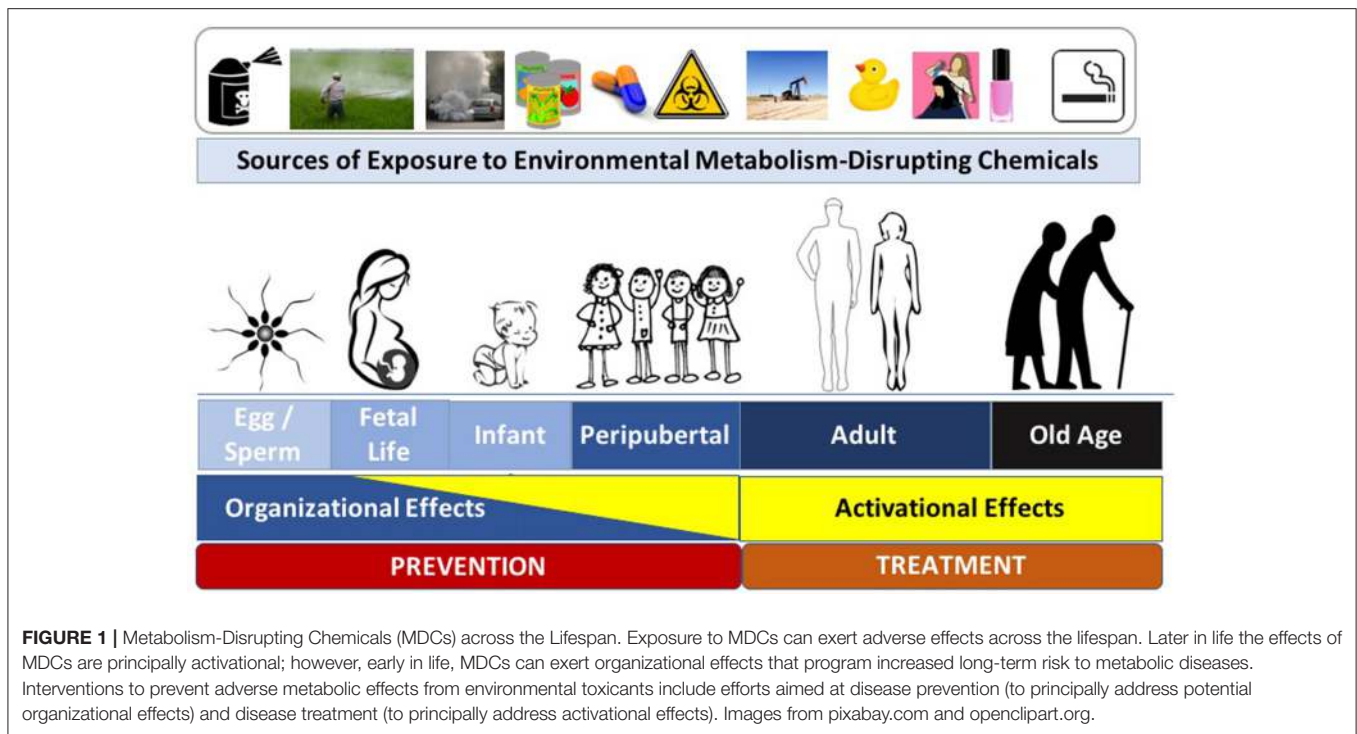 Sources of Exposure to Environmental Metabolism-Disrupting Chemicals
Egg /
Sperm
Fetal
Life
Infant
Peripubertal
Adult
Old Age
Organizational Effects
Activational Effects
PREVENTION
TREATMENT
FIGURE 1 | Metabolism-Disrupting Chemicals (MDCs) across the Lifespan. Exposure to MDCs can exert adverse effects across the lifespan. Later in life the effects of
MDCs are principally activational; however, early in life, MDCs can exert organizational effects that program increased long-term risk to metabolic diseases.
Interventions to prevent adverse metabolic effects from environmental toxicants include efforts aimed at disease prevention (to principally address potential
organizational effects) and disease treatment (to principally address activational effects). Images from pixabay.com and openclipart.org.